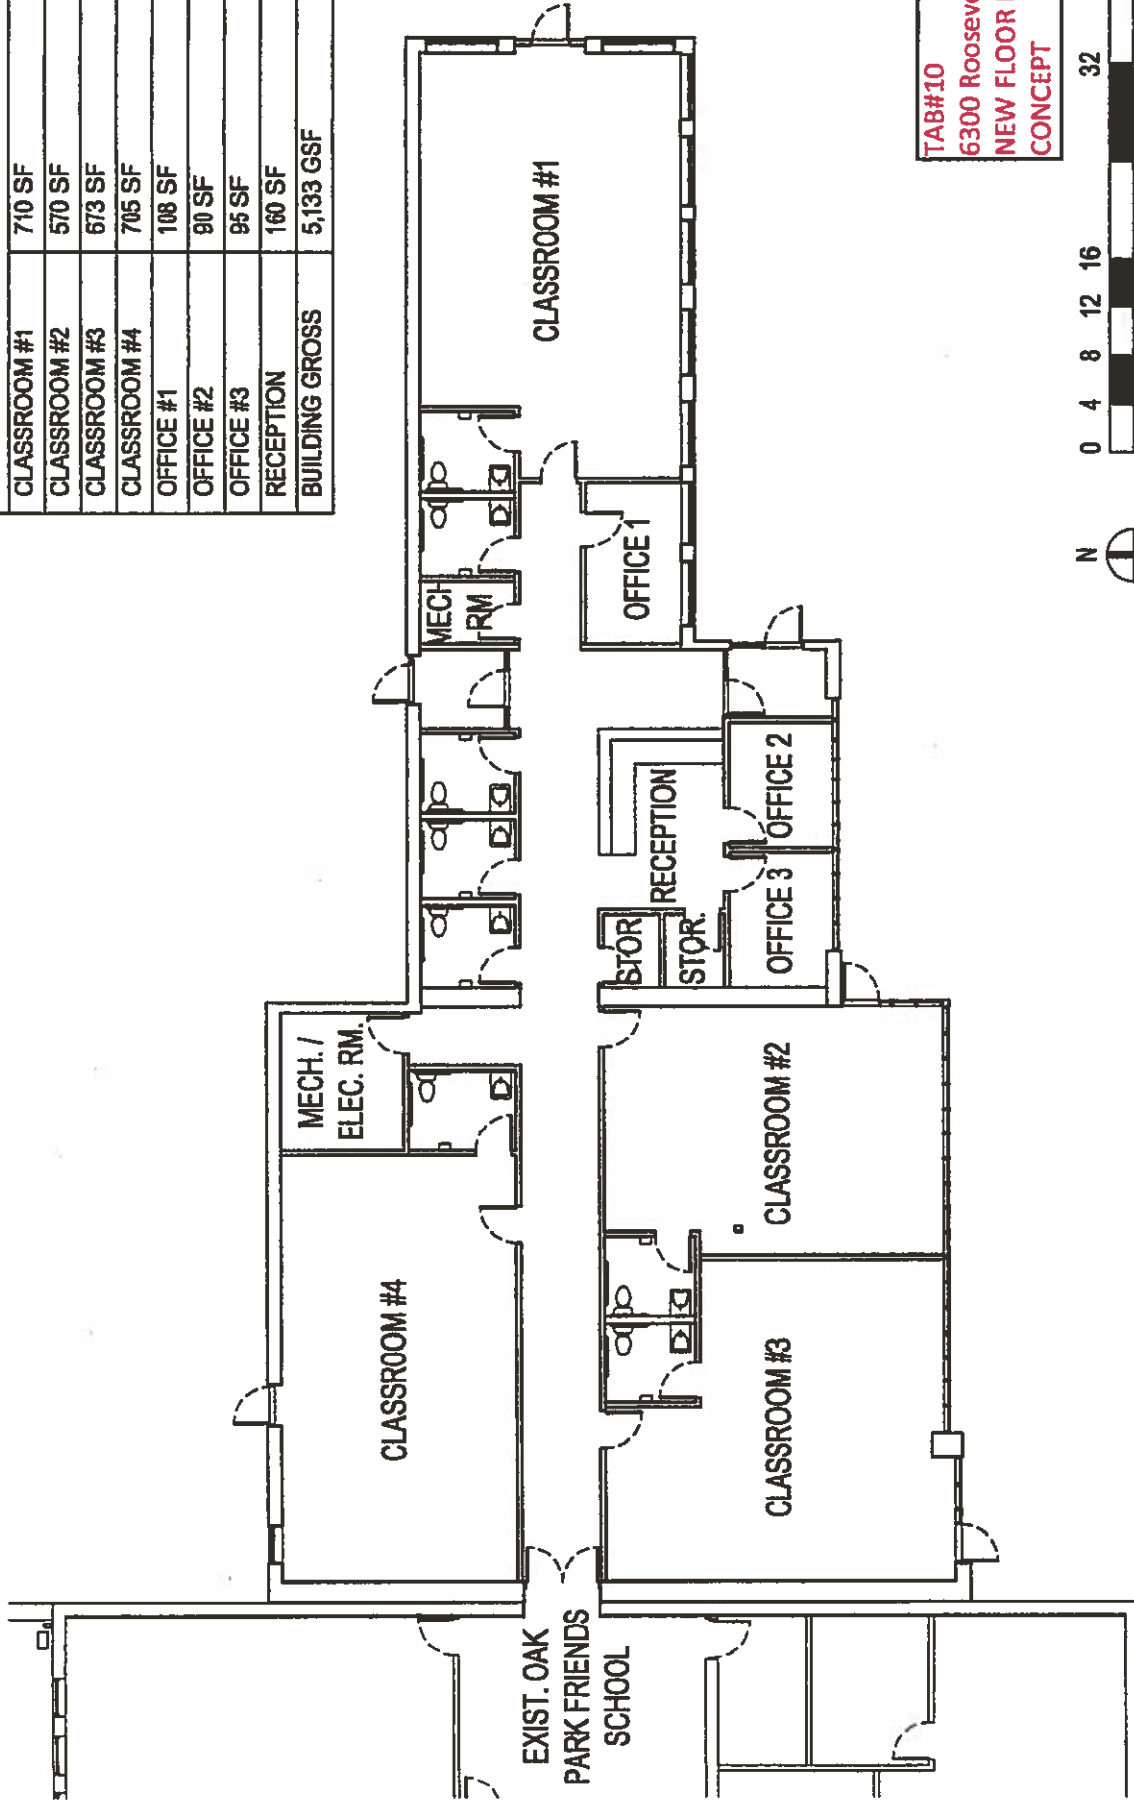 CLASSROOM #1 710 SF
CLASSROOM #2 570 SF
CLASSROOM #3 673 SF
CLASSROOM #4 705 SF
OFFICE #1 108 SF
OFFICE #2 90 SF
OFFICE #3 95 SF
RECEPTION 160 SF
BUILDING GROSS 5,133 GSF
TAB#10
6300 Roosev
NEW FLOOR
CONCEPT
N
0 4 8 12 16 32
EXIST. OAK
PARK FRIENDS
SCHOOL
CLASSROOM #4
MECH. /
ELEC. RM.
CLASSROOM #3
CLASSROOM #2
STOR
STOR.
RECEPTION
OFFICE 3
OFFICE 2
MECH
RM
OFFICE 1
CLASSROOM #1